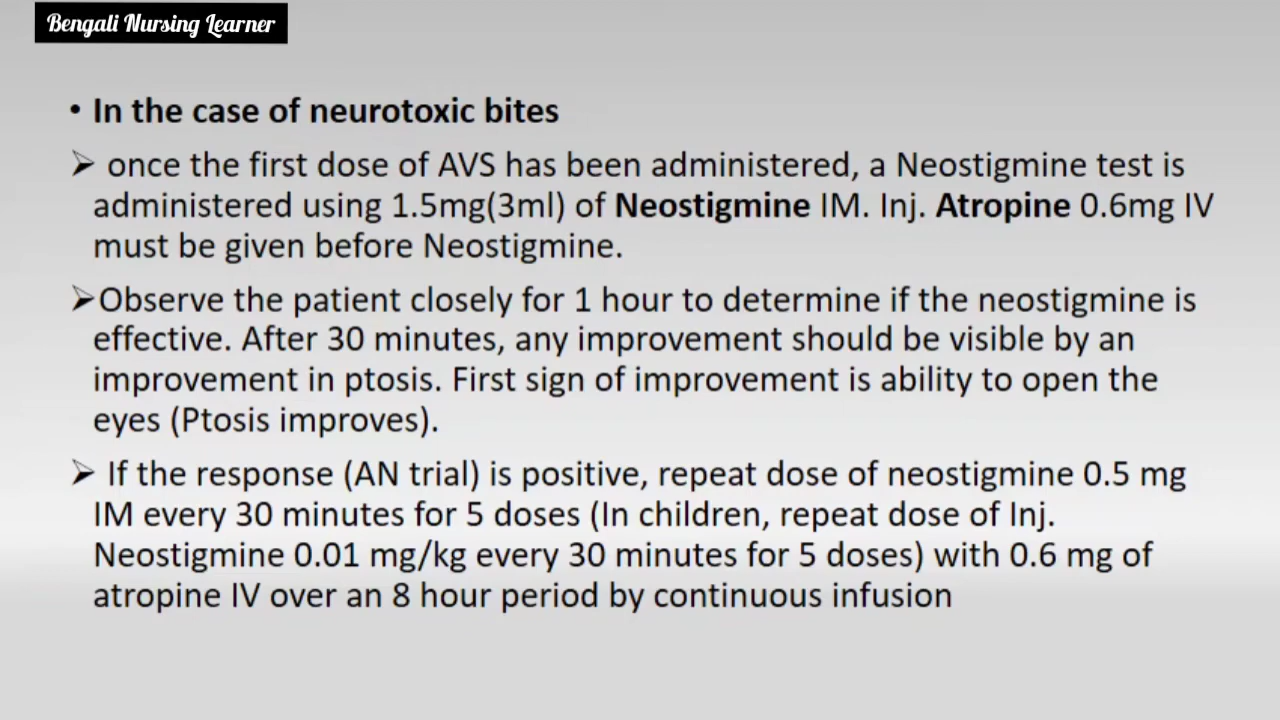 Bengali Nursing Learner
• In the case of neurotoxic bites
➢ once the first dose of AVS has been administered, a Neostigmine test is
administered using 1.5mg(3ml) of Neostigmine IM. Inj. Atropine 0.6mg IV
must be given before Neostigmine.
➢Observe the patient closely for 1 hour to determine if the neostigmine is
effective. After 30 minutes, any improvement should be visible by an
improvement in ptosis. First sign of improvement is ability to open the
eyes (Ptosis improves).
➢ If the response (AN trial) is positive, repeat dose of neostigmine 0.5 mg
IM every 30 minutes for 5 doses (In children, repeat dose of Inj.
Neostigmine 0.01 mg/kg every 30 minutes for 5 doses) with 0.6 mg of
atropine IV over an 8 hour period by continuous infusion